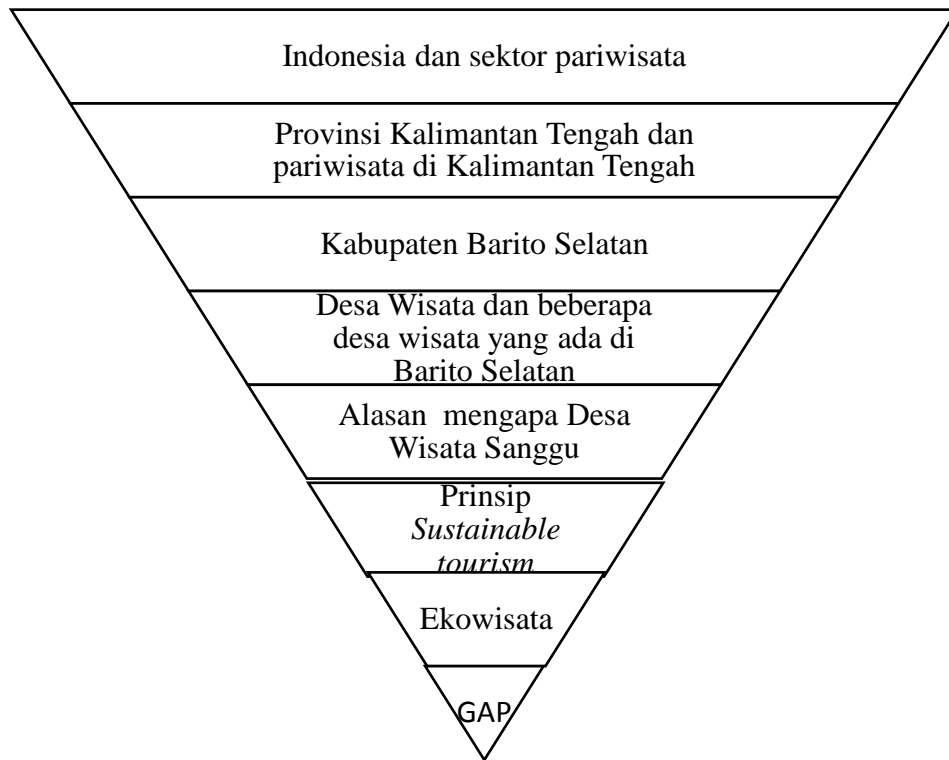 Indonesia dan sektor pariwisata
Provinsi Kalimantan Tengah dan
pariwisata di Kalimantan Tengah
Kabupaten Barito Selatan
Desa Wisata dan beberapa
desa wisata yang ada di
Barito Selatan
Alasan  mengapa Desa
Wisata Sanggu
Prinsip
Sustainable
tourism
Ekowisata
GAP